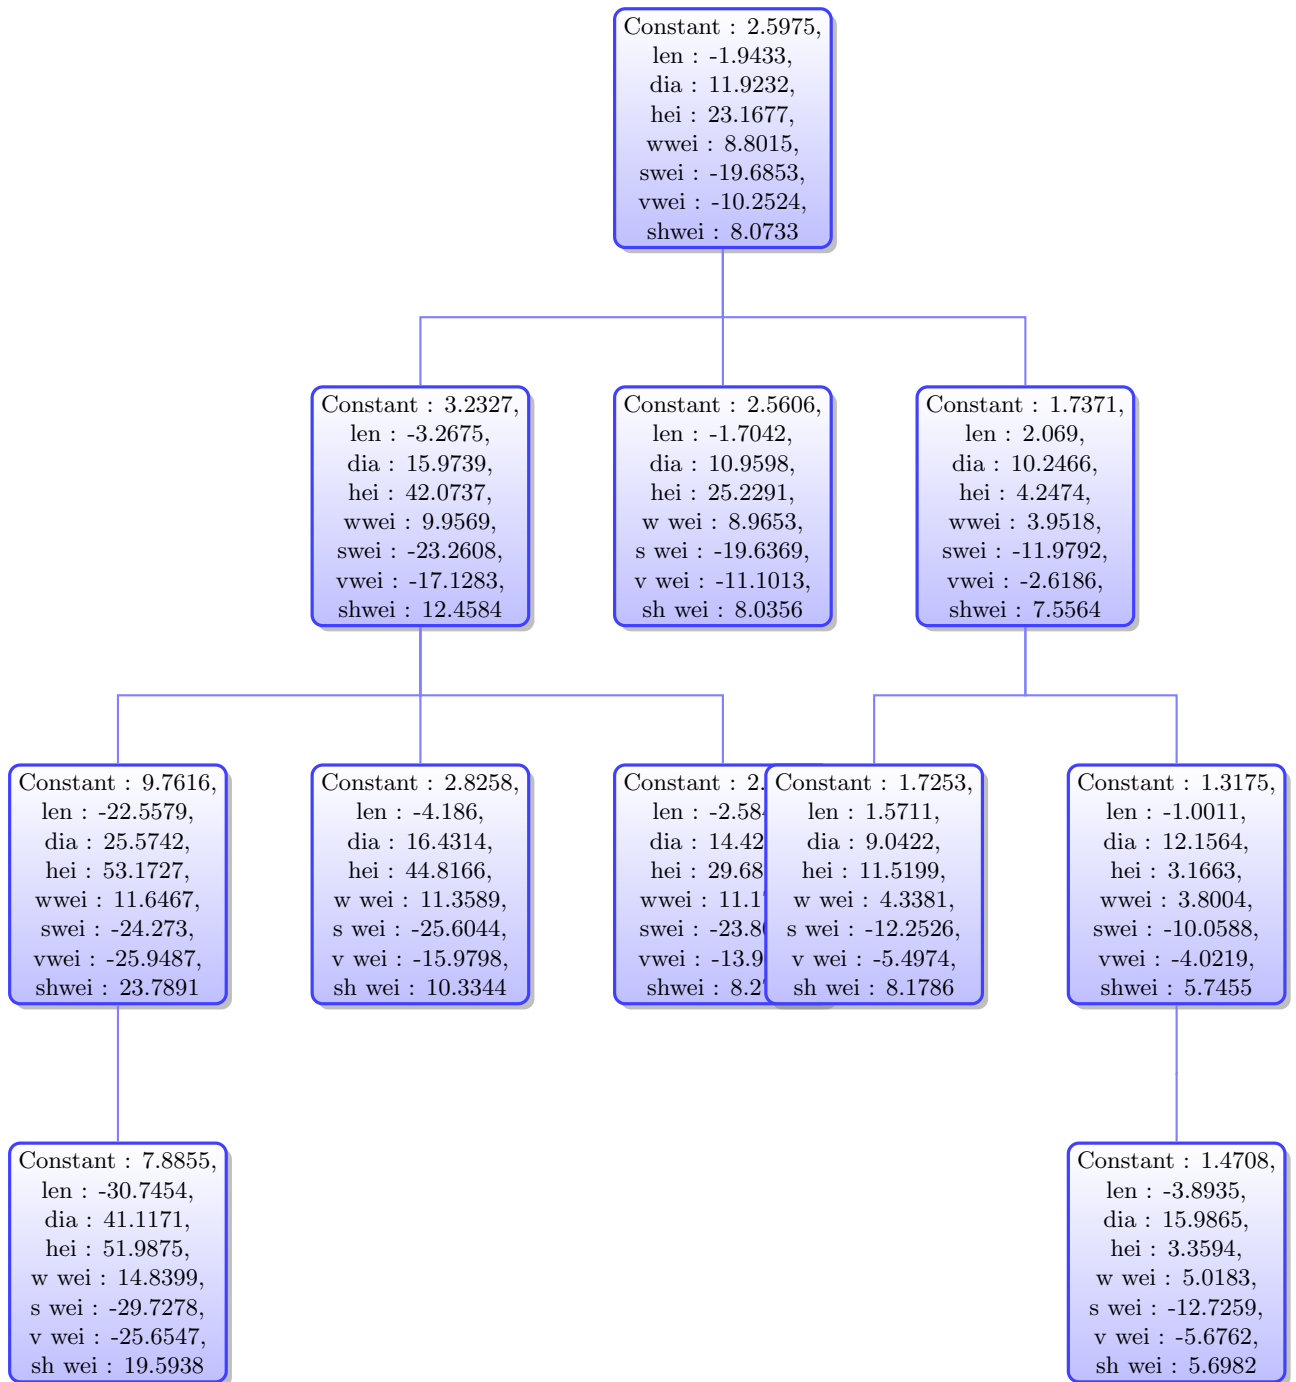 Constant : 2.5975,
len : -1.9433,
dia : 11.9232,
hei : 23.1677,
wwei : 8.8015,
swei : -19.6853,
vwei : -10.2524,
shwei : 8.0733
Constant : 3.2327,
len : -3.2675,
dia : 15.9739,
hei : 42.0737,
wwei : 9.9569,
swei : -23.2608,
vwei : -17.1283,
shwei : 12.4584
Constant : 2.5606,
len : -1.7042,
dia : 10.9598,
hei : 25.2291,
w wei : 8.9653,
s wei : -19.6369,
v wei : -11.1013,
sh wei : 8.0356
Constant : 1.7371,
len : 2.069,
dia : 10.2466,
hei : 4.2474,
wwei : 3.9518,
swei : -11.9792,
vwei : -2.6186,
shwei : 7.5564
Constant : 9.7616,
len : -22.5579,
dia : 25.5742,
hei : 53.1727,
wwei : 11.6467,
swei : -24.273,
vwei : -25.9487,
shwei : 23.7891
Constant : 2.8258,
len : -4.186,
dia : 16.4314,
hei : 44.8166,
w wei : 11.3589,
s wei : -25.6044,
v wei : -15.9798,
sh wei : 10.3344
Constant :
len :
dia :
hei :
wwei :
swei :
vwei :
shwei :
Constant : 1.7253,
len : 1.5711,
dia : 9.0422,
hei : 11.5199,
w wei : 4.3381,
s wei : -12.2526,
v wei : -5.4974,
sh wei : 8.1786
Constant : 1.3175,
len : -1.0011,
dia : 12.1564,
hei : 3.1663,
wwei : 3.8004,
swei : -10.0588,
vwei : -4.0219,
shwei : 5.7455
Constant : 7.8855,
len : -30.7454,
dia : 41.1171,
hei : 51.9875,
w wei : 14.8399,
s wei : -29.7278,
v wei : -25.6547,
sh wei : 19.5938
Constant : 1.4708,
len : -3.8935,
dia : 15.9865,
hei : 3.3594,
w wei : 5.0183,
s wei : -12.7259,
v wei : -5.6762,
sh wei : 5.6982